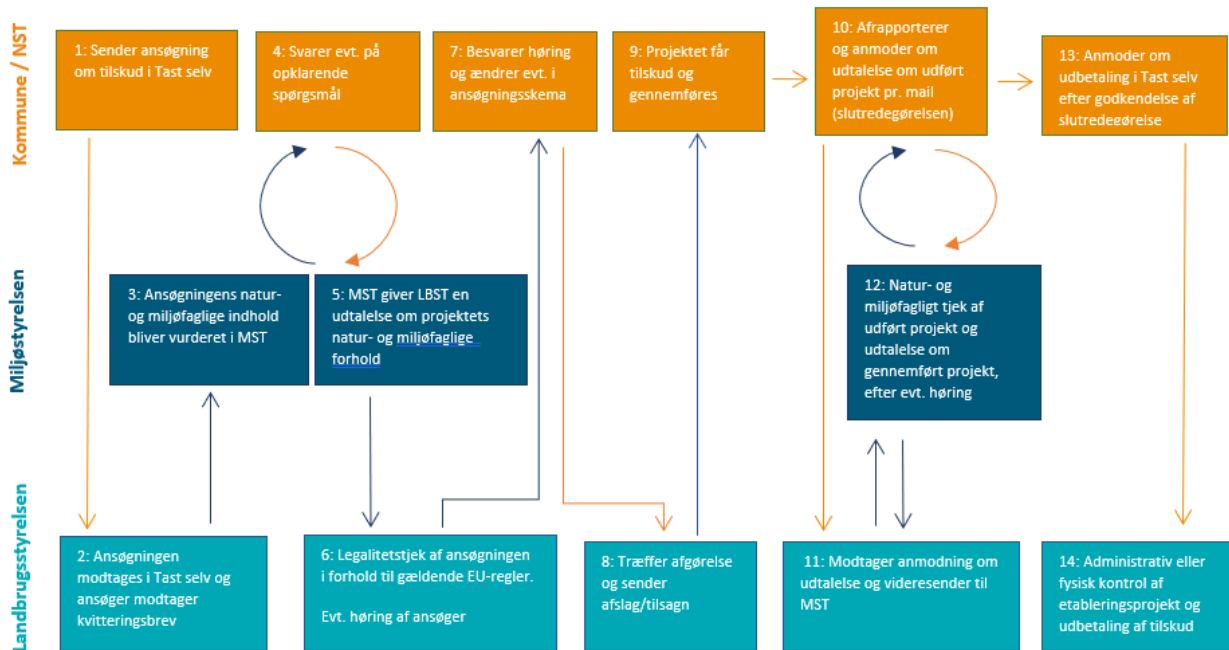 Kommune / NST
1: Sender ansøgning
om tilskud i Tast selv
4: Svarer evt. på
opklarende
spørgsmål
7: Besvarer høring
og ændrer evt. i
ansøgningsskema
9: Projektet får
tilskud og
gennemføres
10: Afrapporterer
og anmoder om
udtalelse om udført
projekt pr. mail
(slutredegørelsen)
13: Anmoder om
udbetaling i Tast selv
efter godkendelse af
slutredegørelse
Miljøstyrelsen
3: Ansøgningens natur-
og miljøfaglige indhold
bliver vurderet i MST
5: MST giver LBST en
udtalelse om projektets
natur- og miljøfaglige
forhold
12: Natur- og
miljøfagligt tjek af
udført projekt og
udtalelse om
gennemført projekt,
efter evt. høring
Landbrugsstyrelsen
2: Ansøgningen
modtages i Tast selv og
ansøger modtager
kvitteringsbrev
6: Legalitetstjek af ansøgningen
i forhold til gældende EU-regler.
Evt. høring af ansøger
8: Træffer afgørelse
og sender
afslag/tilsagn
11: Modtager anmodning om
udtalelse og videresender til
MST
14: Administrativ eller
fysisk kontrol af
etableringsprojekt og
udbetaling af tilskud